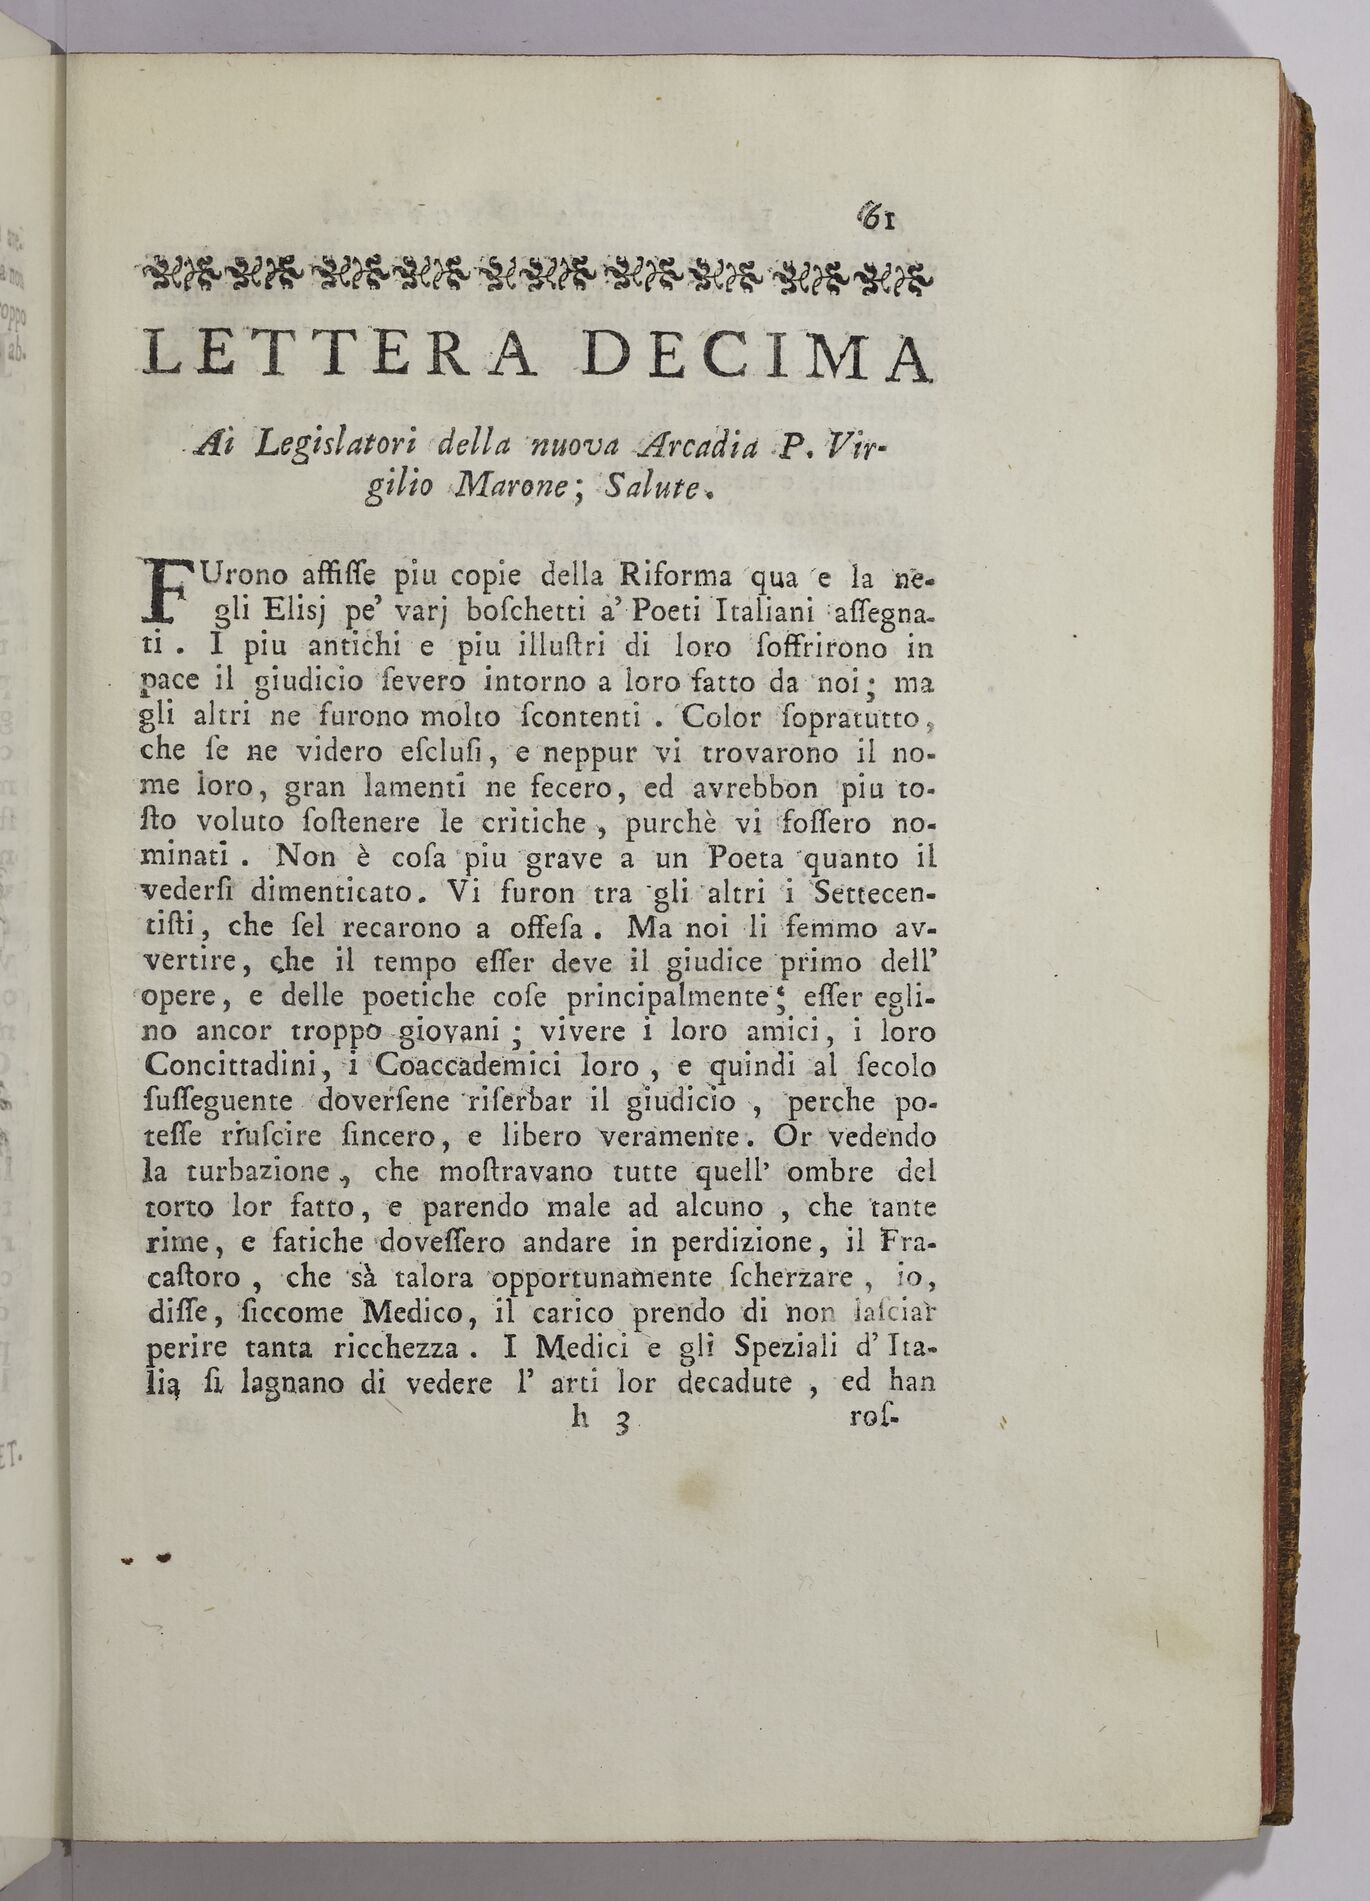 61
LETTERA DECIMA
Ai Legislatori della nuova Arcadia P. Vir-
gilio Marone; Salute.
FUrono affiſſe piu copie della Riforma qua e la ne-
gli Elisj pe' varj boſchetti a' Poeti Italiani aſſegna-
ti . I piu antichi e piu illuſtri di loro ſoffrirono in
pace il giudicio ſevero intorno a loro fatto da noi; ma
gli altri ne furono molto ſcontenti . Color ſopratutto,
che ſe ne videro eſcluſi, e neppur vi trovarono il no-
me loro, gran lamenti ne fecero, ed avrebbon piu to-
ſto voluto ſoſtenere le critiche , purchè vi foſſero no-
minati . Non è coſa piu grave a un Poeta quanto il
vederſi dimenticato. Vi furon tra gli altri i Settecen-
tiſti, che ſel recarono a offeſa . Ma noi li femmo av-
vertire, che il tempo eſſer deve il giudice primo dell'
opere, e delle poetiche coſe principalmente; eſſer egli-
no ancor troppo giovani ; vivere i loro amici, i loro
Concittadini, i Coaccademici loro , e quindi al ſecolo
ſuſſeguente doverſene riſerbar il giudicio , perche po-
teſſe riuſcire ſincero, e libero veramente. Or vedendo
la turbazione , che moſtravano tutte quell' ombre del
torto lor fatto, e parendo male ad alcuno , che tante
rime, e fatiche doveſſero andare in perdizione, il Fra-
caſtoro , che sà talora opportunamente ſcherzare , io,
diſſe, ſiccome Medico, il carico prendo di non laſciar
perire tanta ricchezza . I Medici e gli Speziali d' Ita-
lia ſi lagnano di vedere l' arti lor decadute , ed han
h 3 roſ-